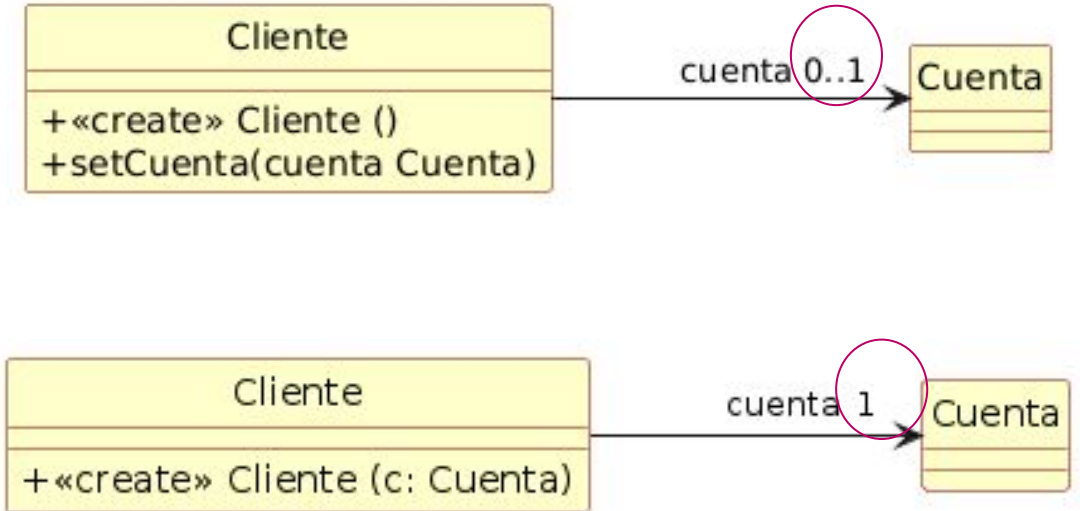 Cliente
+«create» Cliente ()
+setCuenta(cuenta Cuenta)
cuenta 0..1
Cuenta
Cliente
+«create» Cliente (c: Cuenta)
cuenta 1
Cuenta